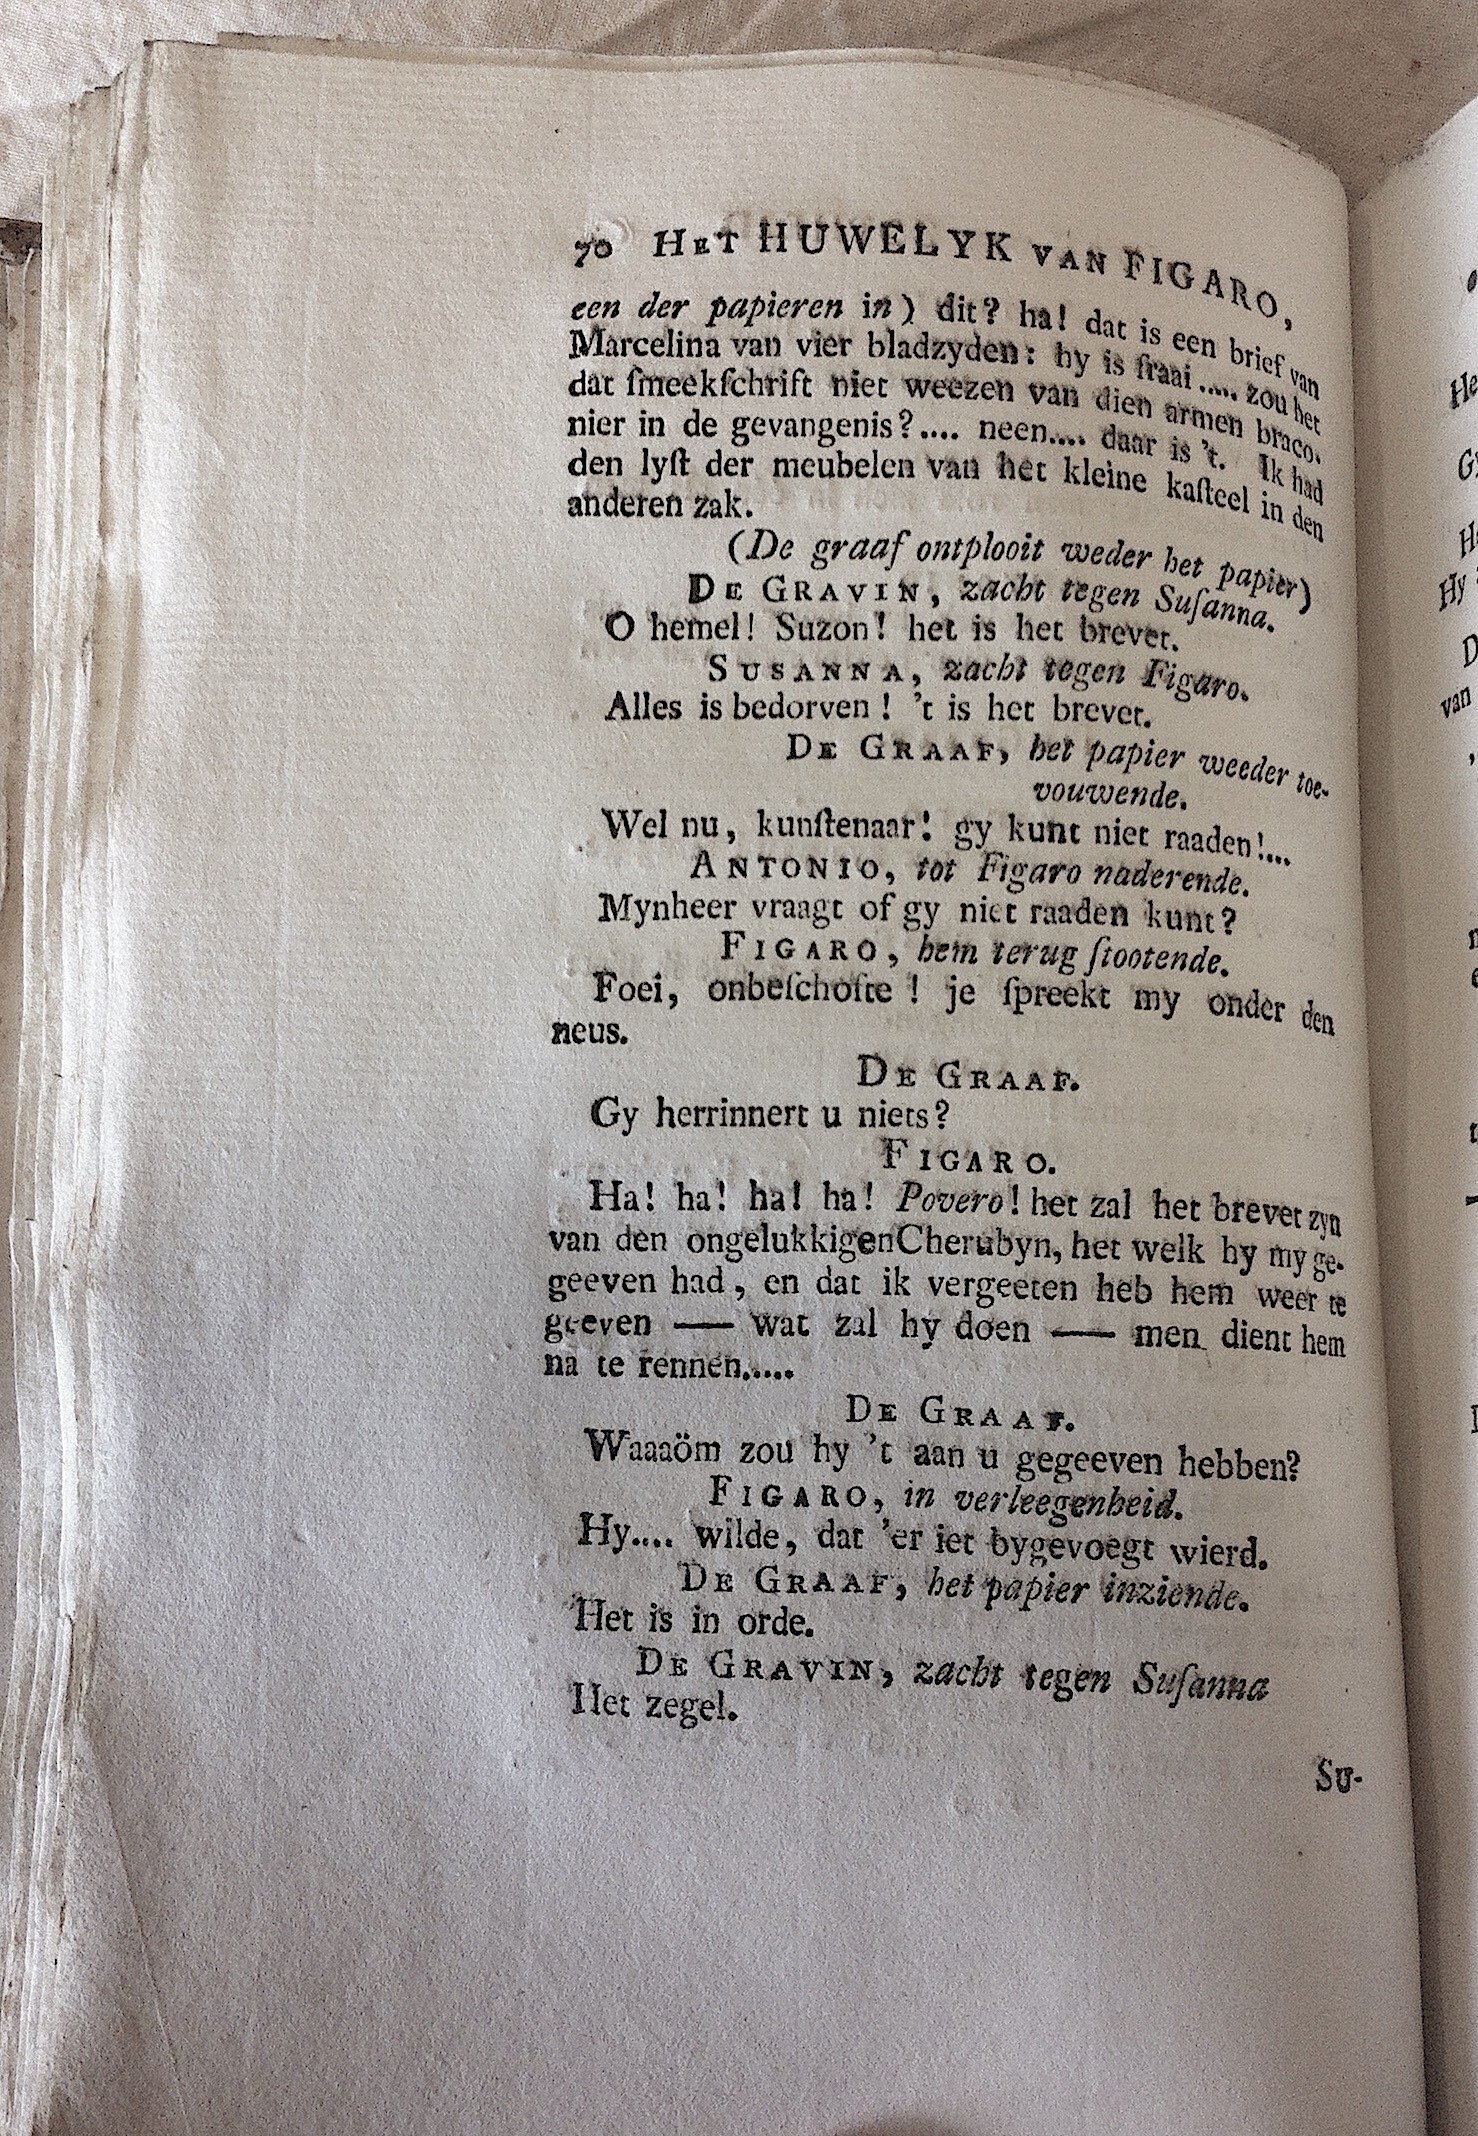 70 HET HUWELYK VAN FIGARO,
een der papieren in) dit? ha! dat is een brief van
Marcelina van vier bladzyden: hy is fraai ..... zou het
dat ſmeekſchrift niet weezen van dien armen braco-
nier in de gevangenis?.... neen.... daar is 't. Ik had
den lyſt der meubelen van het kleine kaſteel in den
anderen zak.
(De graaf ontplooit weder het papier)
DE GRAVIN, zacht tegen Suſanna.
O hemel! Suzon! het is het brevet.
SUSANNA, zacht tegen Figaro.
Alles is bedorven! 't is het brevet.
DE GRAAF, het papier weeder toe-
vouwende.
Wel nu, kunſtenaar! gy kunt niet raaden!...
ANTONIO, tot Figaro naderende.
Mynheer vraagt of gy niet raaden kunt?
FIGARO, hem terug ſtootende.
Foei, onbeſchofte! je ſpreekt my onder den
neus.
DE GRAAF.
Gy herrinnert u niets?
FIGARO.
Ha! ha! ha! ha! Povero! het zal het brevet zyn
van den ongelukkigen Cherubyn, het welk hy my ge-
geeven had, en dat ik vergeeten heb hem weer te
geeven — wat zal hy doen — men dient hem
na te rennen.....
DE GRAAF.
Waaaöm zou hy 't aan u gegeeven hebben?
FIGARO, in verleegenheid.
Hy.... wilde, dat 'er iet bygevoegt wierd.
DE GRAAF, het papier inziende.
Het is in orde.
DE GRAVIN, zacht tegen Suſanna
Het zegel.
SU-